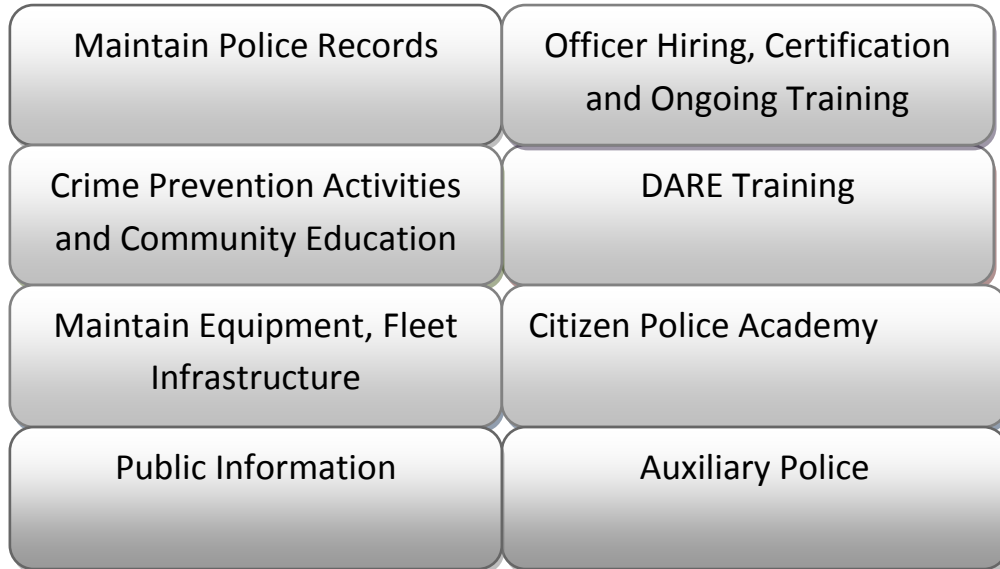 Maintain Police Records
Officer Hiring, Certification
and Ongoing Training
Crime Prevention Activities
and Community Education
DARE Training
Maintain Equipment, Fleet
Infrastructure
Citizen Police Academy
Public Information
Auxiliary Police